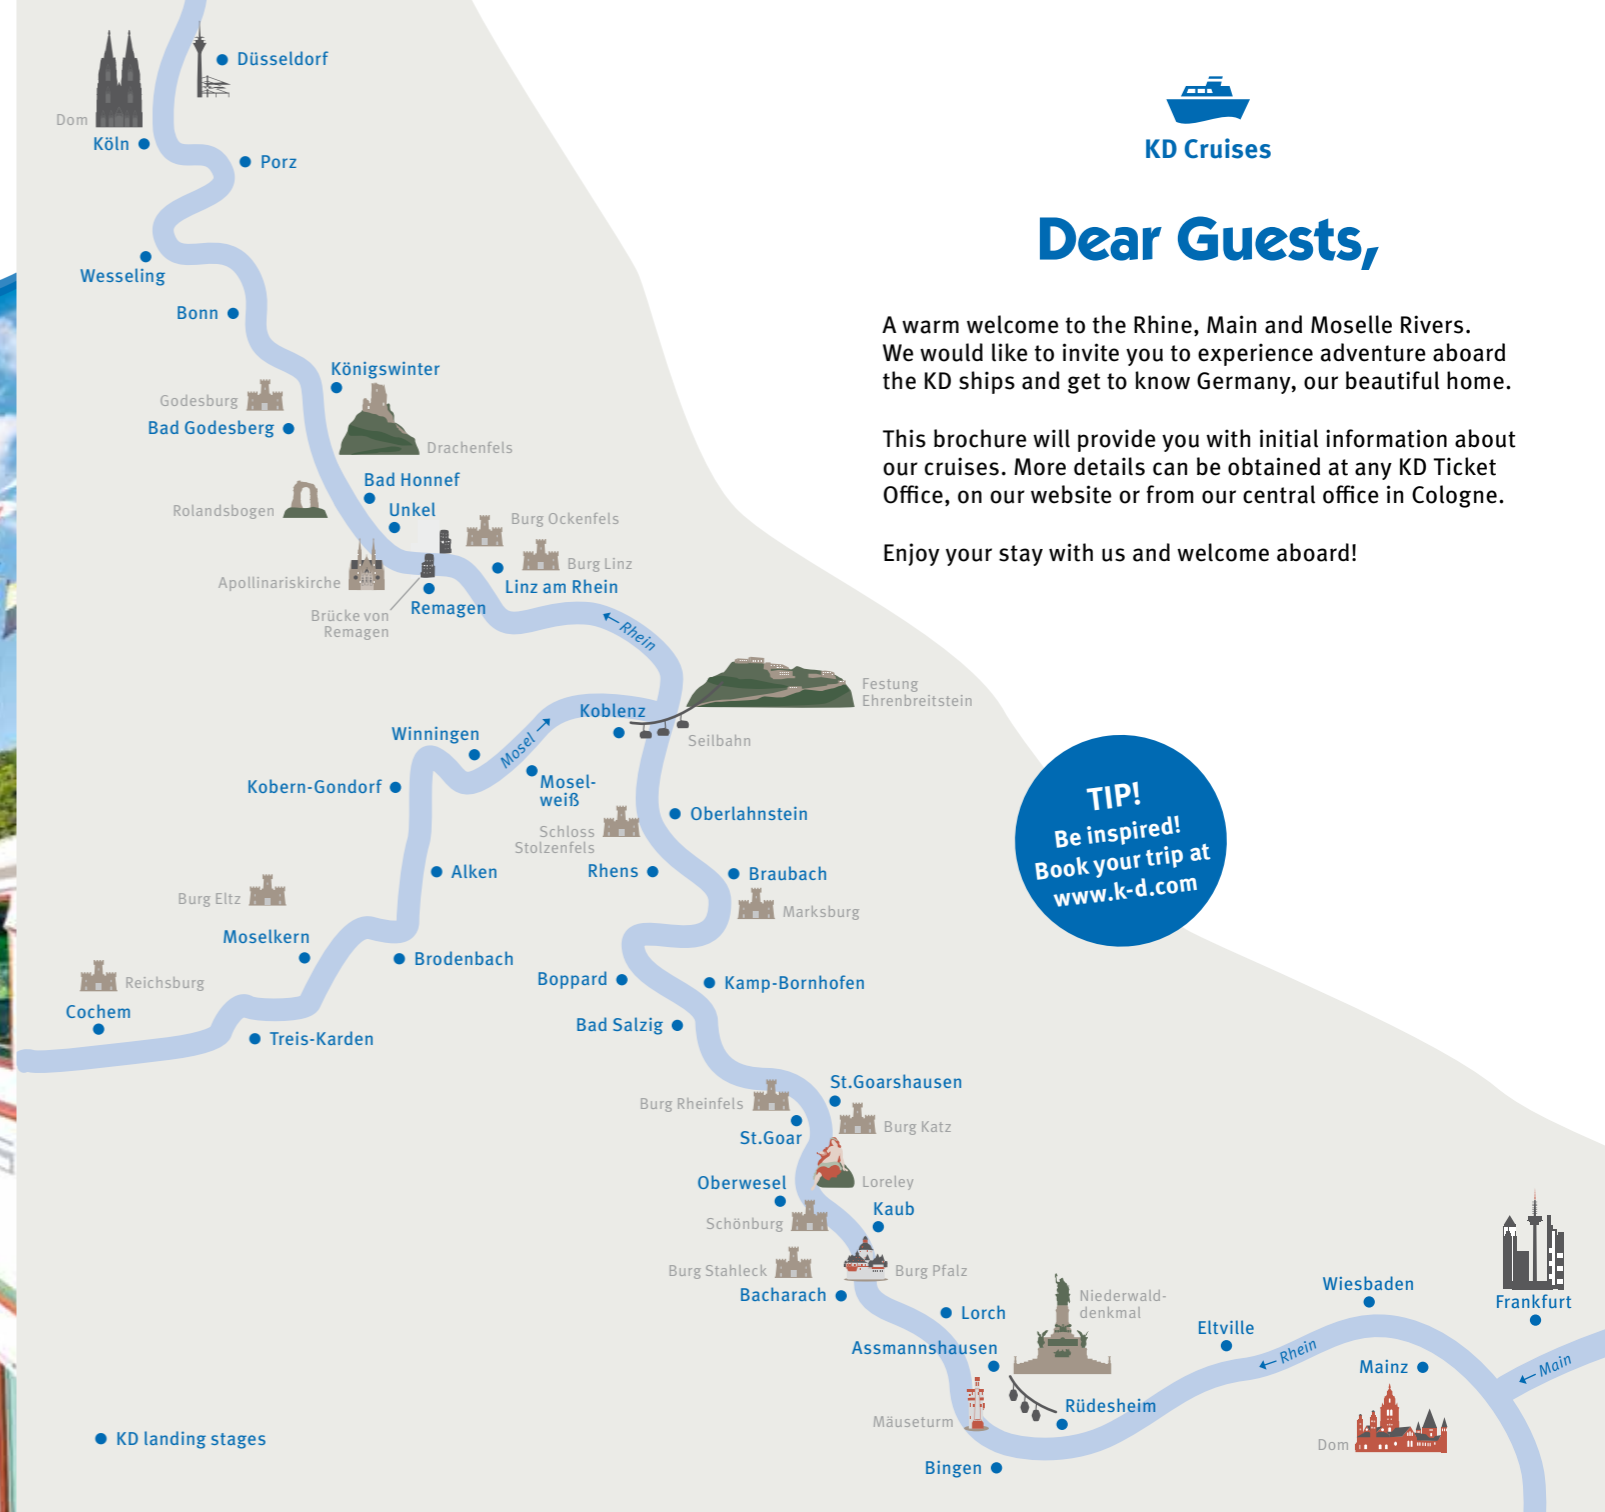 KD Cruises
Dear Guests,
A warm welcome to the Rhine, Main and Moselle Rivers.
We would like to invite you to experience adventure aboard
the KD ships and get to know Germany, our beautiful home.
This brochure will provide you with initial information about
our cruises. More details can be obtained at any KD Ticket
Office, on our website or from our central office in Cologne.
Enjoy your stay with us and welcome aboard!
TIP!
Be inspired!
Book your trip at
www.k-d.com
Düsseldorf
Dom
Köln
Porz
Wesseling
Bonn
Königswinter
Godesburg
Bad Godesberg
Drachenfels
Bad Honnef
Rolandsbogen
Unkel
Burg Ockenfels
Burg Linz
Apollinariskirche
Linz am Rhein
Brücke von
Remagen
Remagen
← Rhein
Festung
Ehrenbreitstein
Koblenz
Seilbahn
Winningen
Mosel →
Kobern-Gondorf
Mosel-
weiß
Oberlahnstein
Schloss
Stolzenfels
Alken
Rhens
Braubach
Burg Eltz
Marksburg
Moselkern
Brodenbach
Boppard
Kamp-Bornhofen
Reichsburg
Cochem
Treis-Karden
Bad Salzig
St.Goarshausen
Burg Rheinfels
Burg Katz
St.Goar
Oberwesel
Loreley
Kaub
Schönburg
Burg Stahleck
Burg Pfalz
Bacharach
Lorch
Niederwald-
denkmal
Wiesbaden
Frankfurt
Eltville
Assmannshausen
← Rhein
Mainz
← Main
Rüdesheim
Mäuseturm
Dom
Bingen
KD landing stages